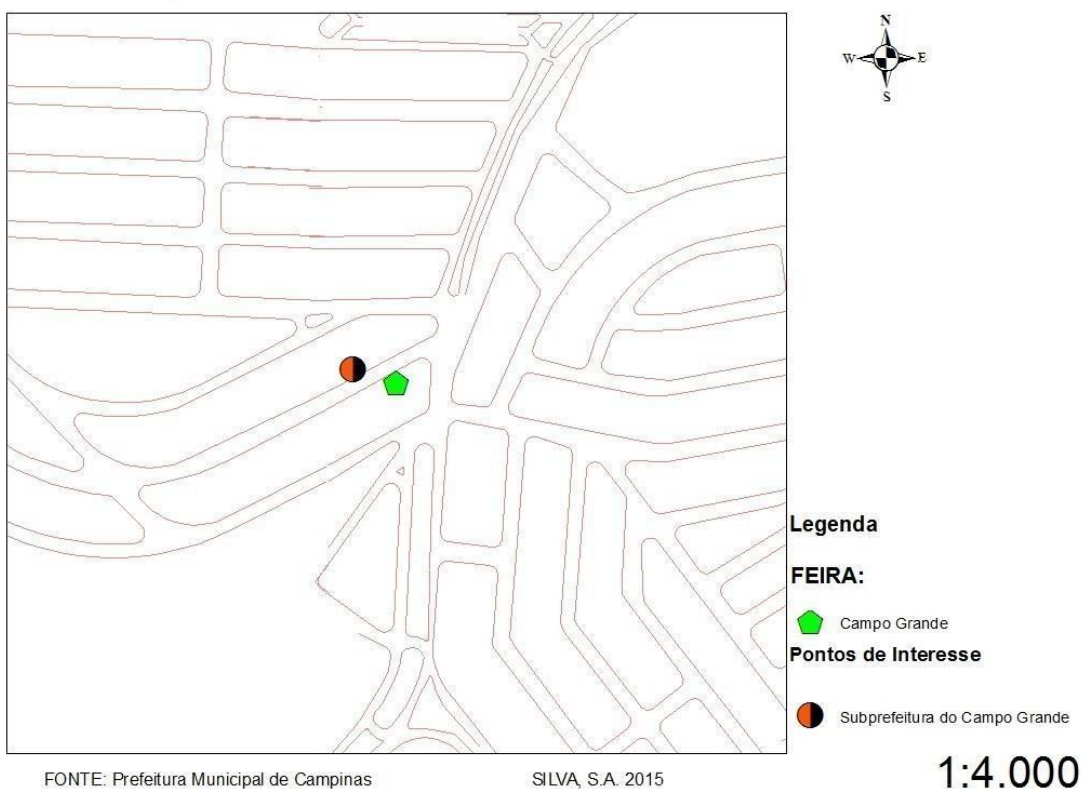 N
W E
S
Legenda
FEIRA:
Campo Grande
Pontos de Interesse
Subprefeitura do Campo Grande
FONTE: Prefeitura Municipal de Campinas SILVA, S.A. 2015
1:4.000